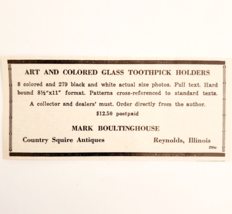 ART AND COLORED GLASS TOOTHPICK HOLDERS
8 colored and 279 black and white actual size photos. Full text. Hard
bound 8½"x11" format. Patterns cross-referenced to standard texts.
A collector and dealers' must. Order directly from the author.
$12.50 postpaid
MARK BOULTINGHOUSE
Country Squire Antiques Reynolds, Illinois